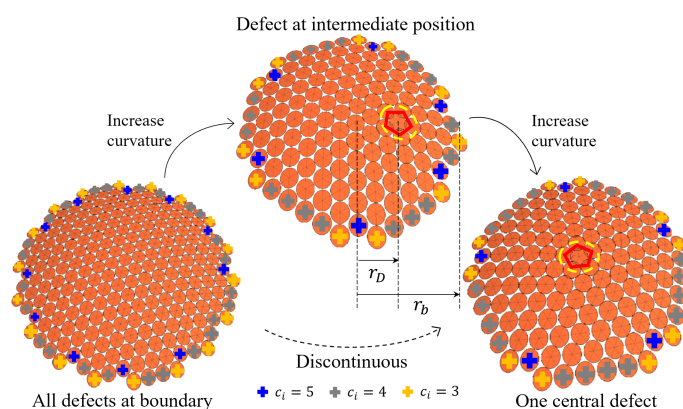 Defect at intermediate position
Increase
curvature
Increase
curvature
r_D
r_b
Discontinuous
c_i = 5
c_i = 4
c_i = 3
All defects at boundary
One central defect